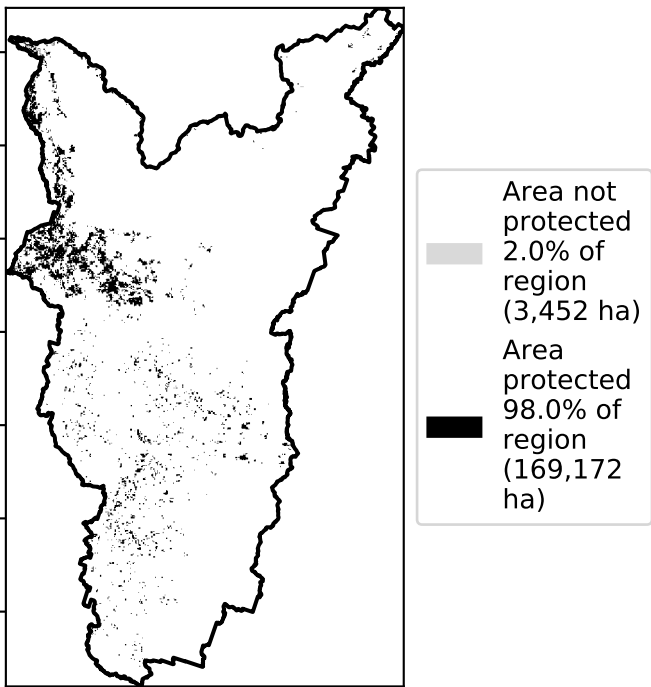 Area not
protected
2.0% of
region
(3,452 ha)
Area
protected
98.0% of
region
(169,172
ha)